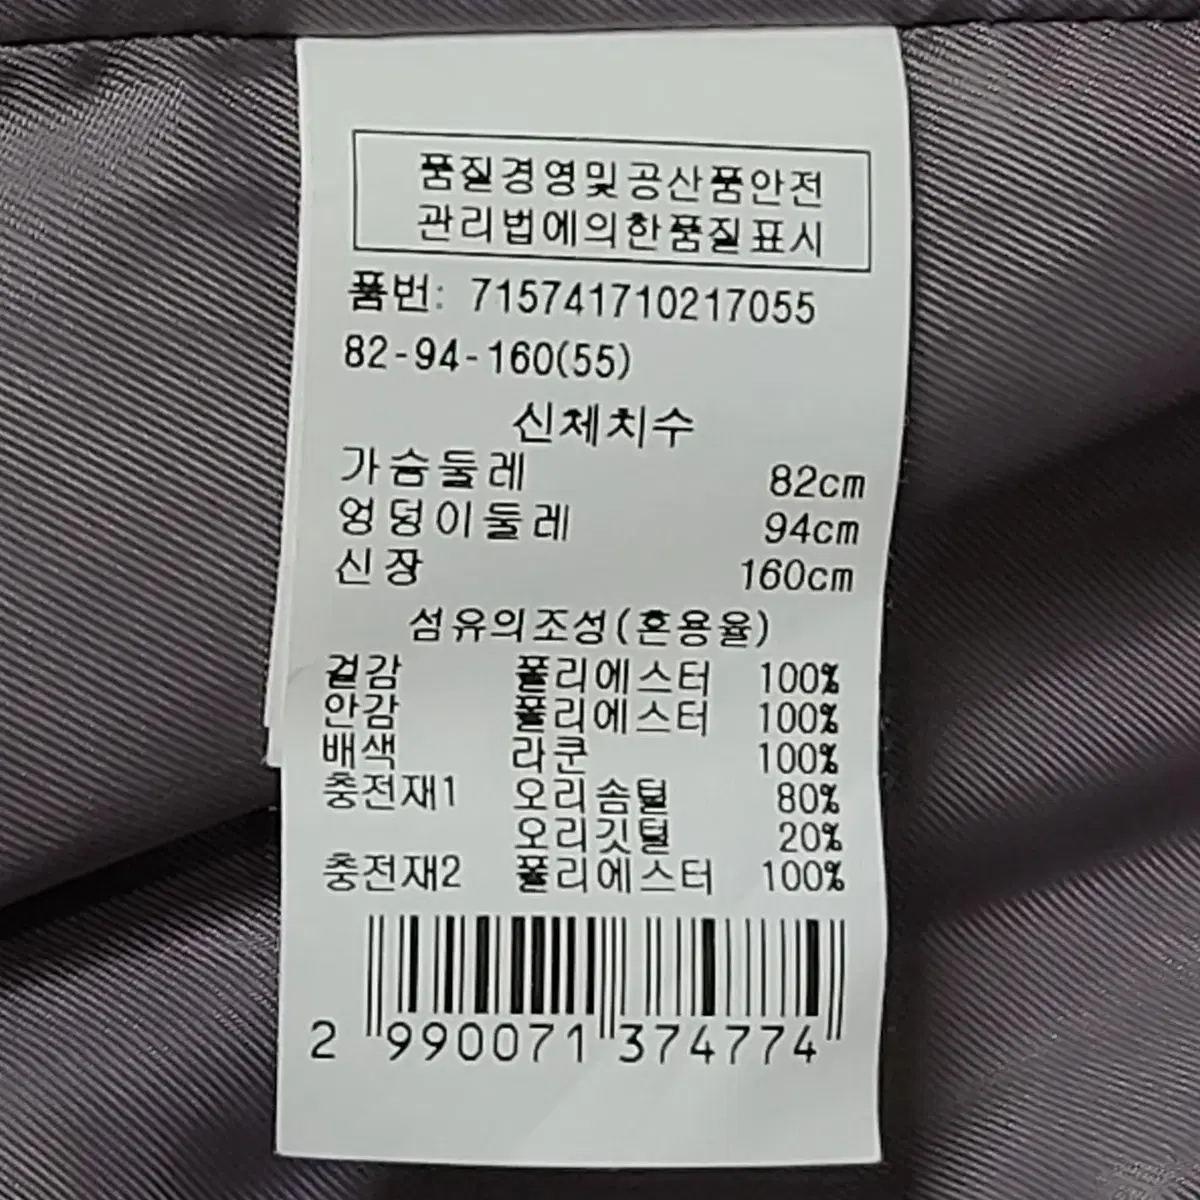 품질경영및공산품안전
관리법에의한품질표시
품번: 715741710217055
82-94-160(55)
신체치수
가슴둘레 82cm
엉덩이둘레 94cm
신장 160cm
섬유의조성(혼용율)
겉감 폴리에스터 100%
안감 폴리에스터 100%
배색 라쿤 100%
충전재1 오리솜털 80%
오리깃털 20%
충전재2 폴리에스터 100%
2 990071 374774